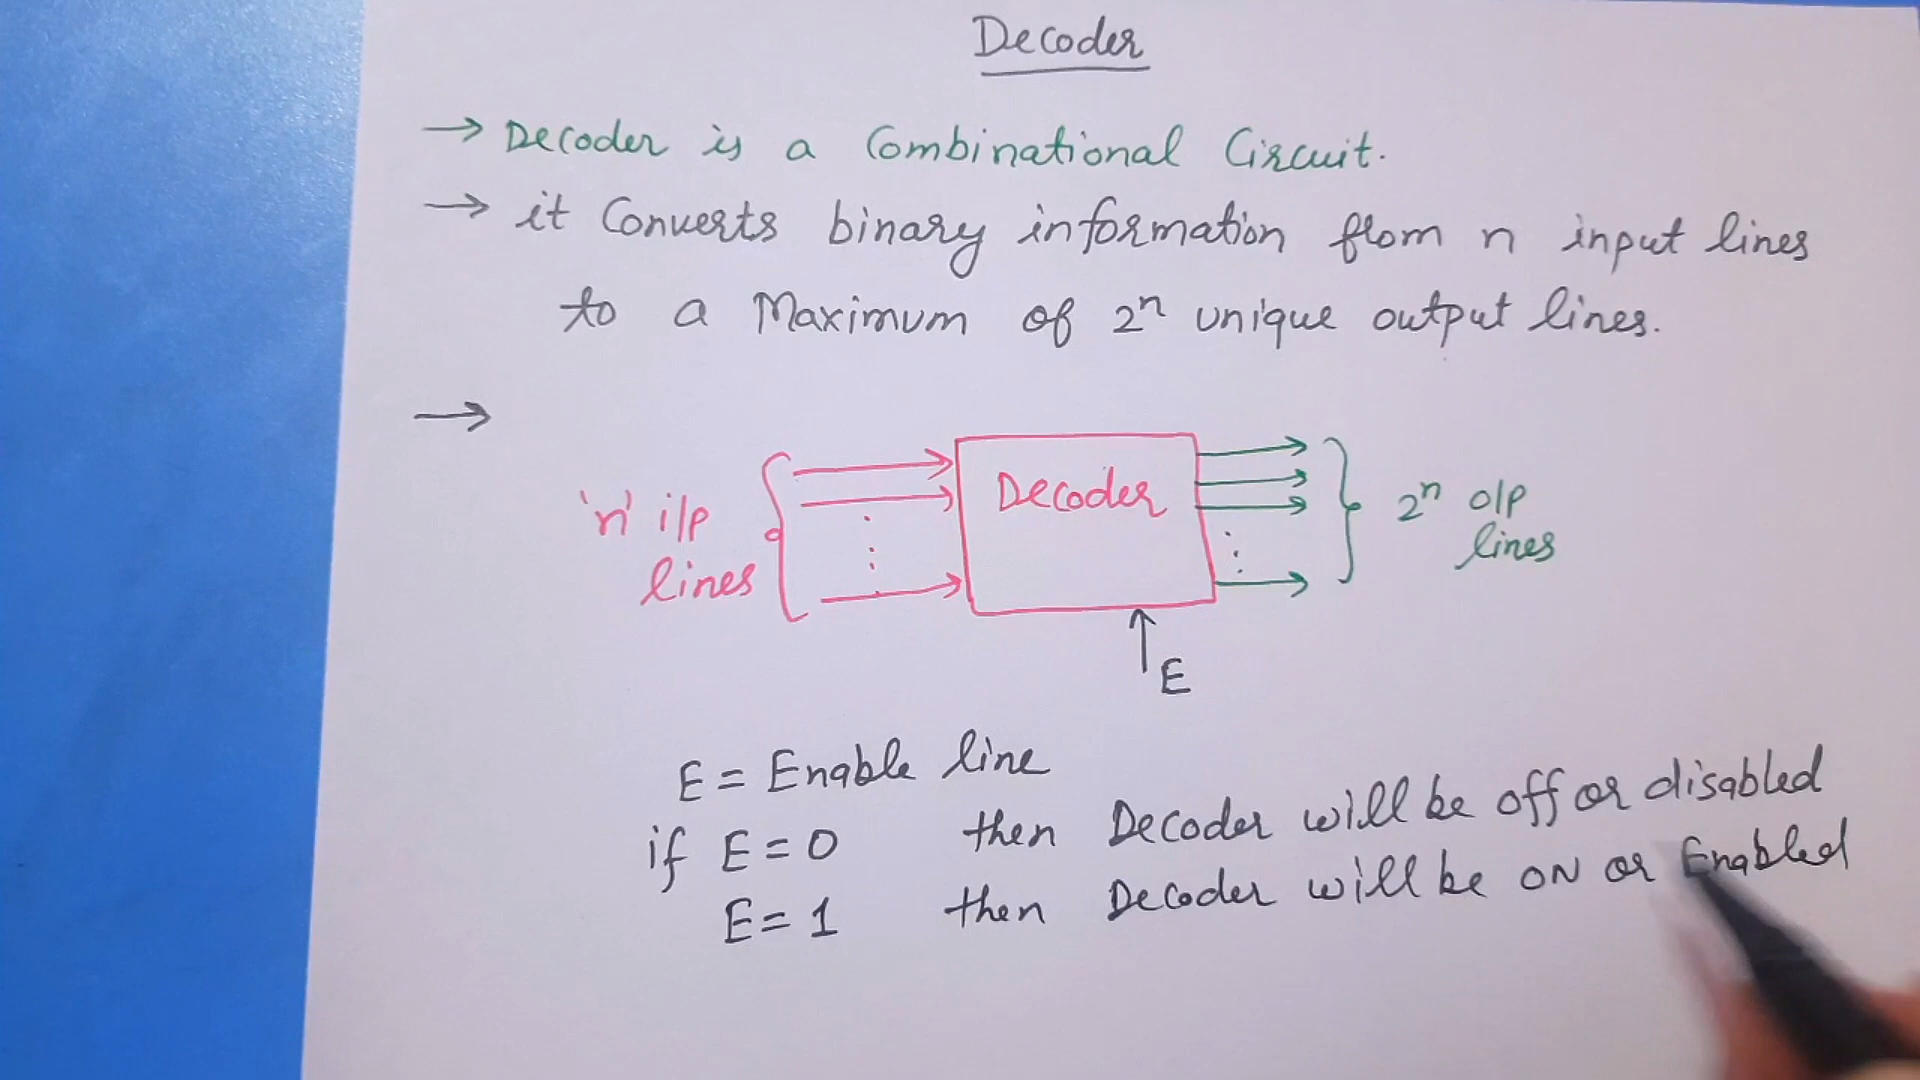 Decoder
→ Decoder is a Combinational Circuit.
→ it Converts binary information from n input lines
to a Maximum of 2ⁿ unique output lines.
→
'n' i/p
lines
Decoder
2ⁿ o/p
lines
E
E = Enable line
if E = 0 then Decoder will be off or disabled
E = 1 then Decoder will be ON or Enabled